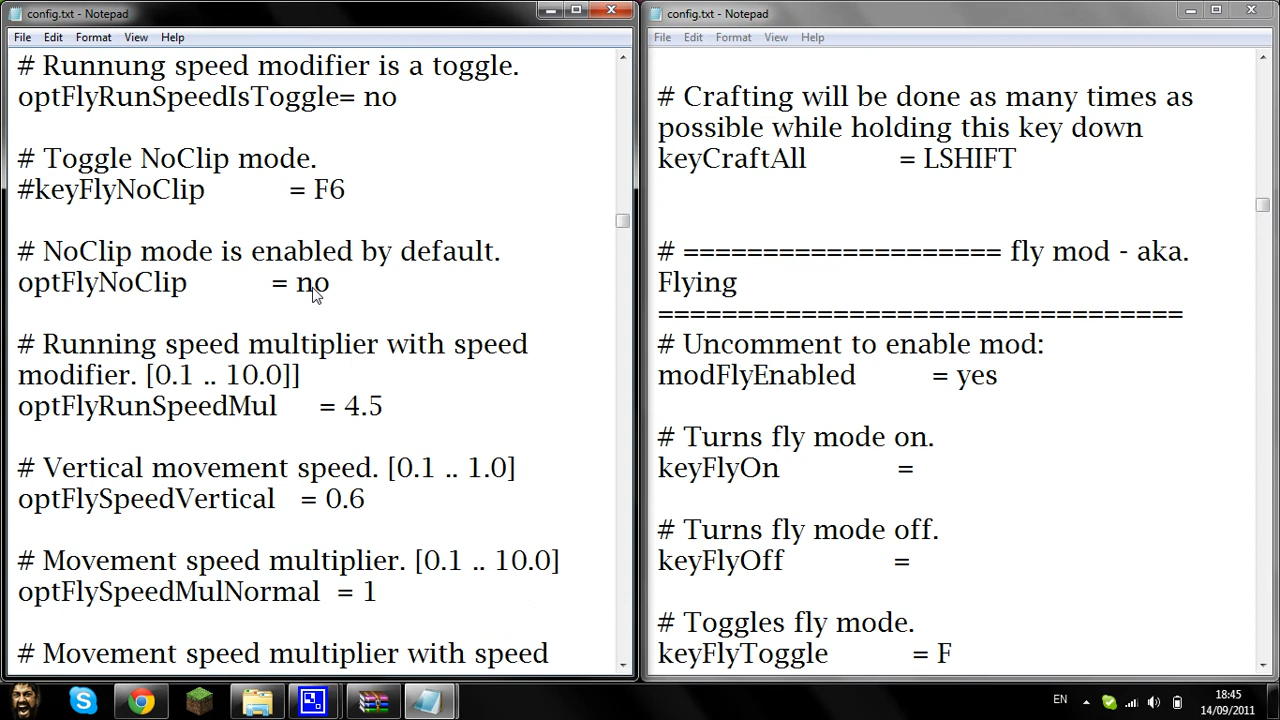 config.txt - Notepad
File Edit Format View Help
# Runnung speed modifier is a toggle.
optFlyRunSpeedIsToggle= no
# Toggle NoClip mode.
#keyFlyNoClip = F6
# NoClip mode is enabled by default.
optFlyNoClip = no
# Running speed multiplier with speed
modifier. [0.1 .. 10.0]]
optFlyRunSpeedMul = 4.5
# Vertical movement speed. [0.1 .. 1.0]
optFlySpeedVertical = 0.6
# Movement speed multiplier. [0.1 .. 10.0]
optFlySpeedMulNormal = 1
# Movement speed multiplier with speed
config.txt - Notepad
File Edit Format View Help
# Crafting will be done as many times as
possible while holding this key down
keyCraftAll = LSHIFT
# ==================== fly mod - aka.
Flying
=================================
# Uncomment to enable mod:
modFlyEnabled = yes
# Turns fly mode on.
keyFlyOn =
# Turns fly mode off.
keyFlyOff =
# Toggles fly mode.
keyFlyToggle = F
EN
18:45
14/09/2011